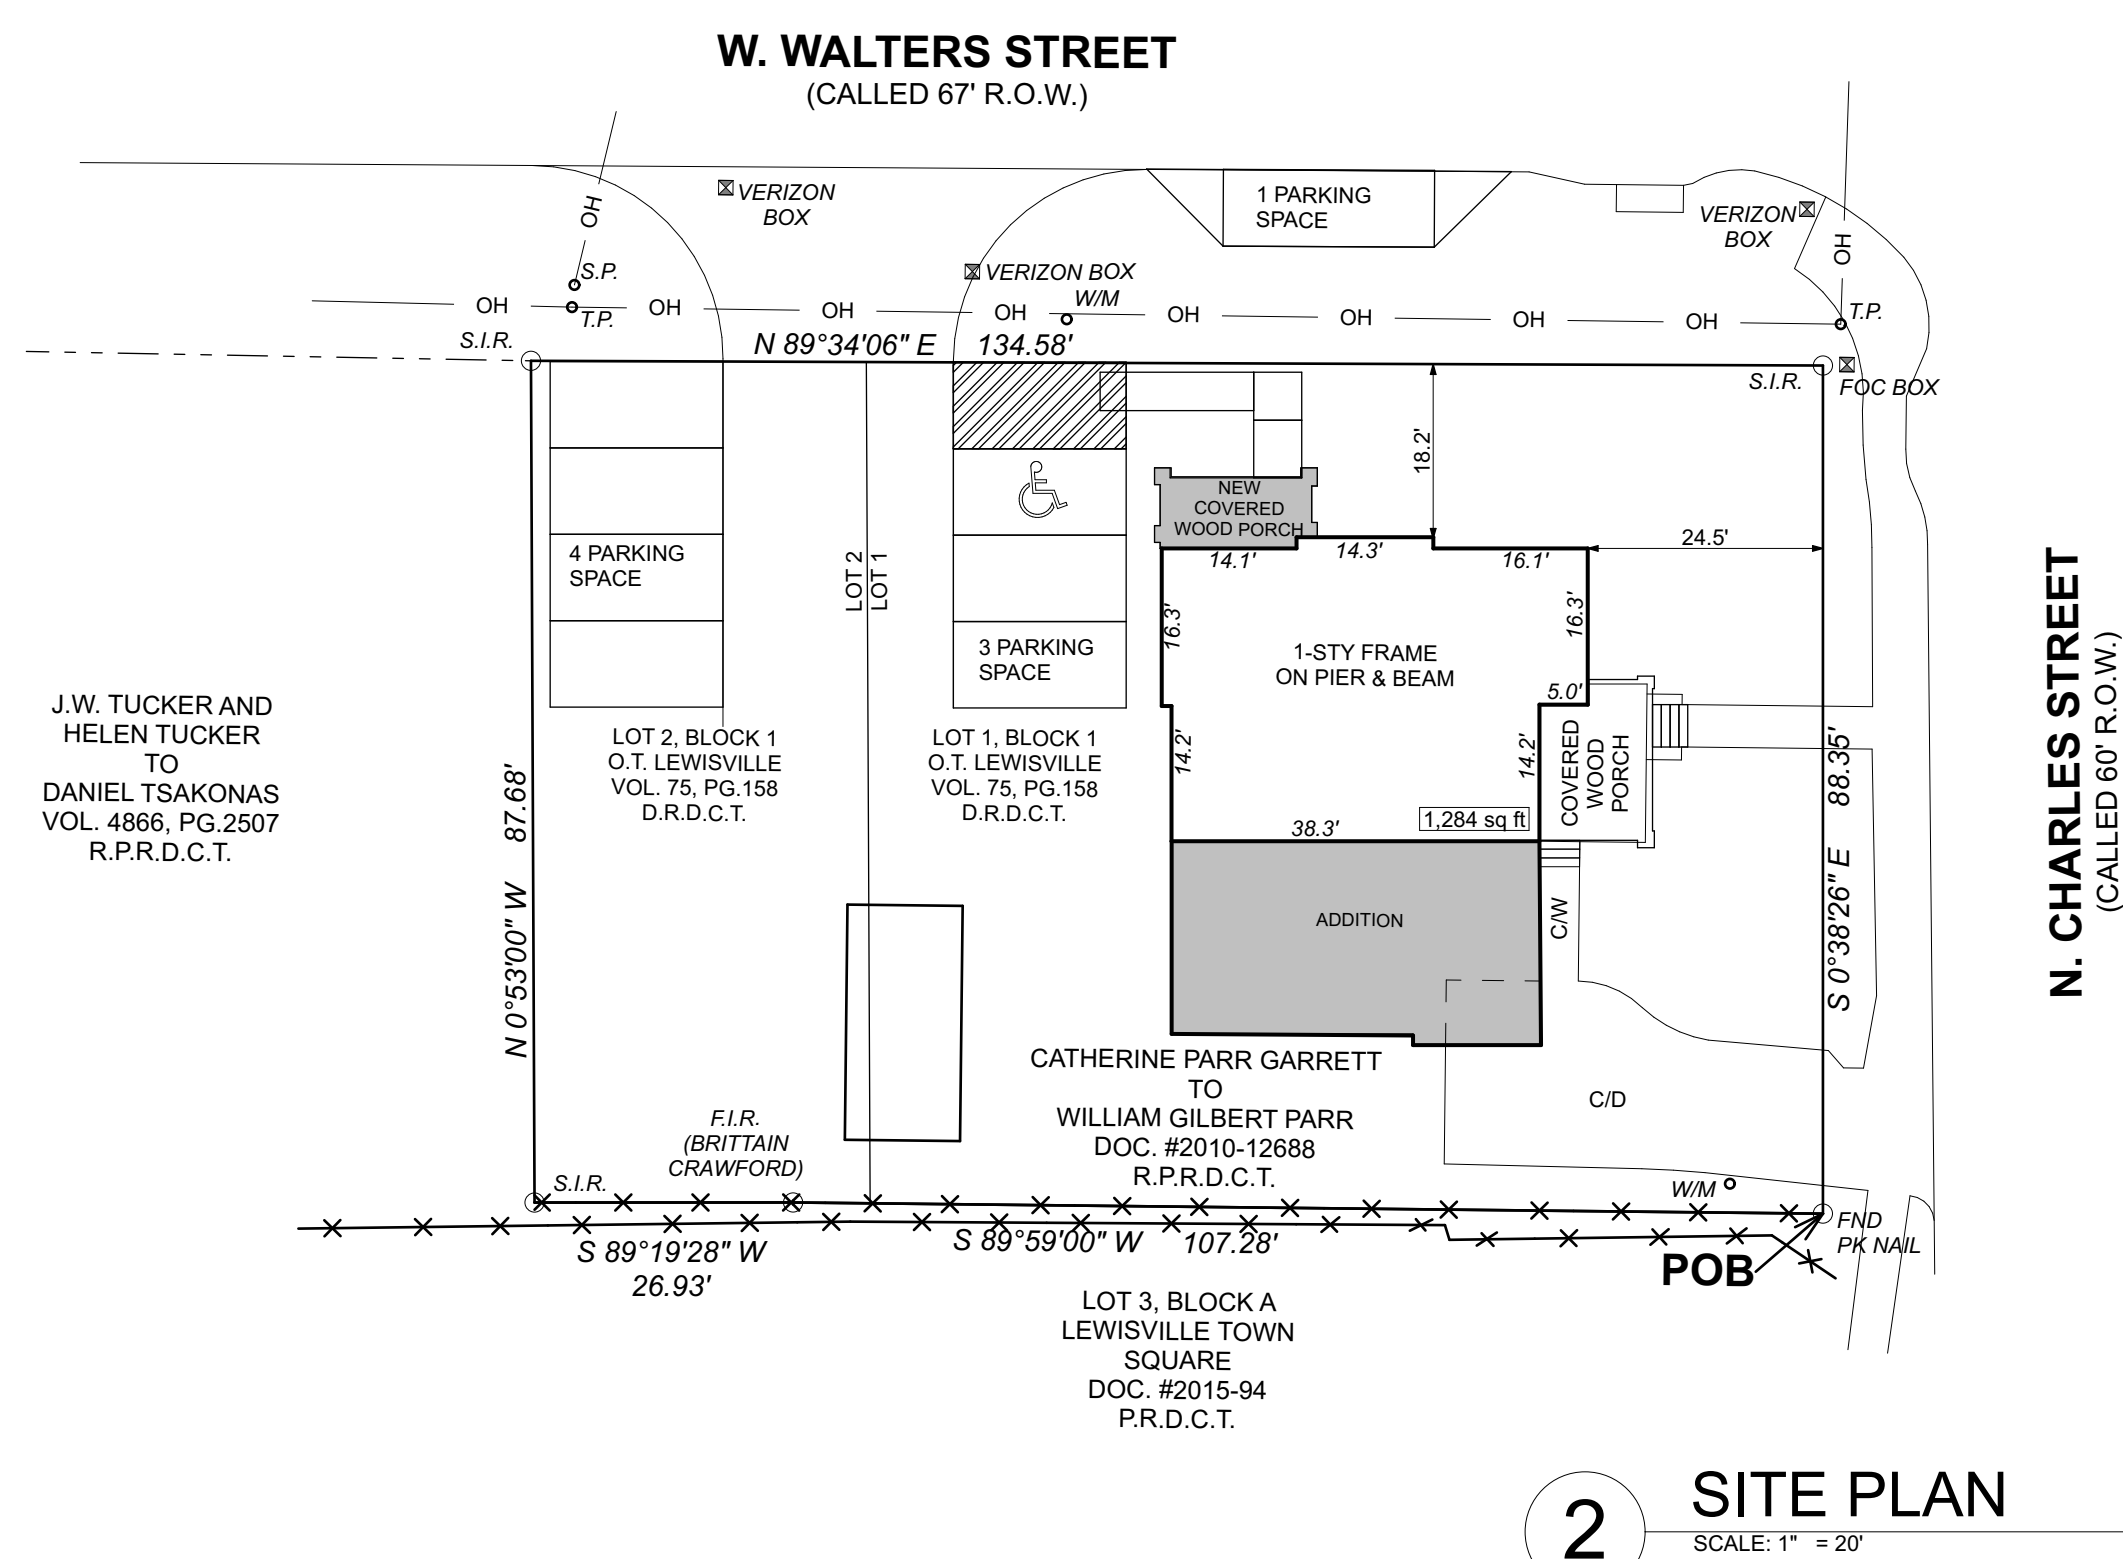 W. WALTERS STREET
(CALLED 67' R.O.W.)
OH
VERIZON
BOX
1 PARKING
SPACE
VERIZON
BOX
OH
S.P.
VERIZON BOX
W/M
OH
OH
OH
OH
OH
OH
OH
OH
T.P.
T.P.
S.I.R.
N 89°34'06" E 134.58'
S.I.R.
FOC BOX
18.2'
NEW
COVERED
WOOD PORCH
24.5'
14.1'
14.3'
16.1'
4 PARKING
SPACE
LOT 2
LOT 1
16.3'
16.3'
3 PARKING
SPACE
1-STY FRAME
ON PIER & BEAM
5.0'
N. CHARLES STREET
(CALLED 60' R.O.W.)
J.W. TUCKER AND
HELEN TUCKER
TO
DANIEL TSAKONAS
VOL. 4866, PG.2507
R.P.R.D.C.T.
LOT 2, BLOCK 1
O.T. LEWISVILLE
VOL. 75, PG.158
D.R.D.C.T.
LOT 1, BLOCK 1
O.T. LEWISVILLE
VOL. 75, PG.158
D.R.D.C.T.
14.2'
14.2'
COVERED
WOOD
PORCH
38.3'
1,284 sq ft
N 0°53'00" W 87.68'
S 0°38'26" E 88.35'
ADDITION
C/W
CATHERINE PARR GARRETT
TO
WILLIAM GILBERT PARR
DOC. #2010-12688
R.P.R.D.C.T.
C/D
F.I.R.
(BRITTAIN
CRAWFORD)
S.I.R.
W/M
FND
PK NAIL
POB
S 89°19'28" W
26.93'
S 89°59'00" W 107.28'
LOT 3, BLOCK A
LEWISVILLE TOWN
SQUARE
DOC. #2015-94
P.R.D.C.T.
2
SITE PLAN
SCALE: 1" = 20'